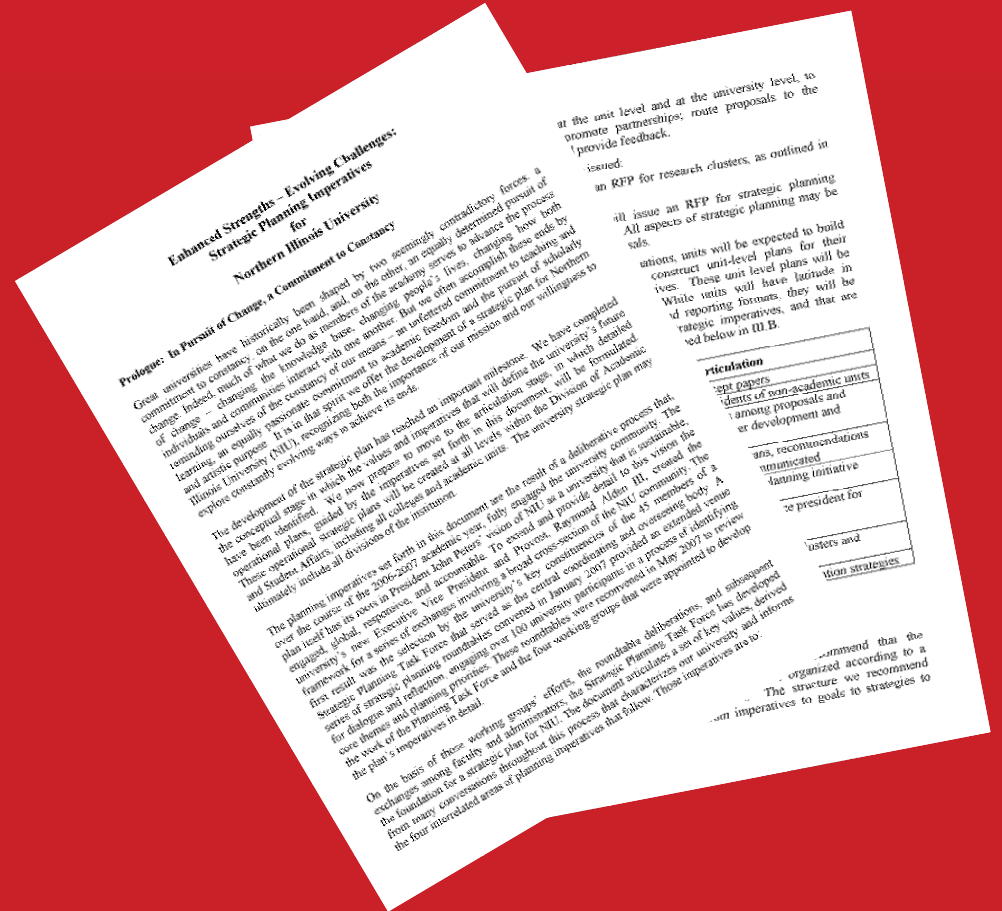 Enhanced Strengths – Evolving Challenges:
Strategic Planning Imperatives
for
Northern Illinois University
Prologue: In Pursuit of Change, a Commitment to Constancy
Great universities have historically been shaped by two seemingly contradictory forces: a
commitment to constancy, on the one hand, and, on the other, an equally determined pursuit of
change. Indeed, much of what we do as members of the academy serves to advance the process
of change – changing the knowledge base, changing people's lives, changing how both
individuals and communities interact with one another. But we often accomplish these ends by
reminding ourselves of the constancy of our means – an unfettered commitment to teaching and
learning, an equally passionate commitment to academic freedom and the pursuit of scholarly
and artistic purpose. It is in that spirit we offer the development of a strategic plan for Northern
Illinois University (NIU), recognizing both the importance of our mission and our willingness to
explore constantly evolving ways to achieve its ends.
The development of the strategic plan has reached an important milestone. We have completed
the conceptual stage in which the values and imperatives that will define the university's future
have been identified. We now prepare to move to the articulation stage, in which detailed
operational plans, guided by the imperatives set forth in this document, will be formulated.
These operational strategic plans will be created at all levels within the Division of Academic
and Student Affairs, including all colleges and academic units. The university strategic plan may
ultimately include all divisions of the institution.
The planning imperatives set forth in this document are the result of a deliberative process that,
over the course of the 2006-2007 academic year, fully engaged the university community. The
plan itself has its roots in President John Peters' vision of NIU as a university that is sustainable,
engaged, global, responsive, and accountable. To extend and provide detail to this vision the
university's new Executive Vice President and Provost, Raymond Alden III, created the
framework for a series of exchanges involving a broad cross-section of the NIU community. The
first result was the selection by the university's key constituencies of the 45 members of a
Strategic Planning Task Force that served as the central coordinating and overseeing body. A
series of strategic planning roundtables convened in January 2007 provided an extended venue
for dialogue and reflection, engaging over 100 university participants in a process of identifying
core themes and planning priorities. These roundtables were reconvened in May 2007 to review
the work of the Planning Task Force and the four working groups that were appointed to develop
the plan's imperatives in detail.
On the basis of those working groups' efforts, the roundtable deliberations, and subsequent
exchanges among faculty and administrators, the Strategic Planning Task Force has developed
the foundation for a strategic plan for NIU. The document articulates a set of key values, derived
from many conversations throughout this process that characterizes our university and informs
the four interrelated areas of planning imperatives that follow. Those imperatives are to:
at the unit level and at the university level, to
promote partnerships; route proposals to the
provide feedback.
issued:
an RFP for research clusters, as outlined in
ill issue an RFP for strategic planning
All aspects of strategic planning may be
sals.
ations, units will be expected to build
construct unit-level plans for their
ives. These unit level plans will be
While units will have latitude in
d reporting formats, they will be
rategic imperatives, and that are
ed below in III.B.
rticulation
ept papers
idents of non-academic units
among proposals and
er development and
ans, recommendations
mmunicated
lanning initiative
ce president for
usters and
tion strategies
ommend that the
organized according to a
The structure we recommend
om imperatives to goals to strategies to